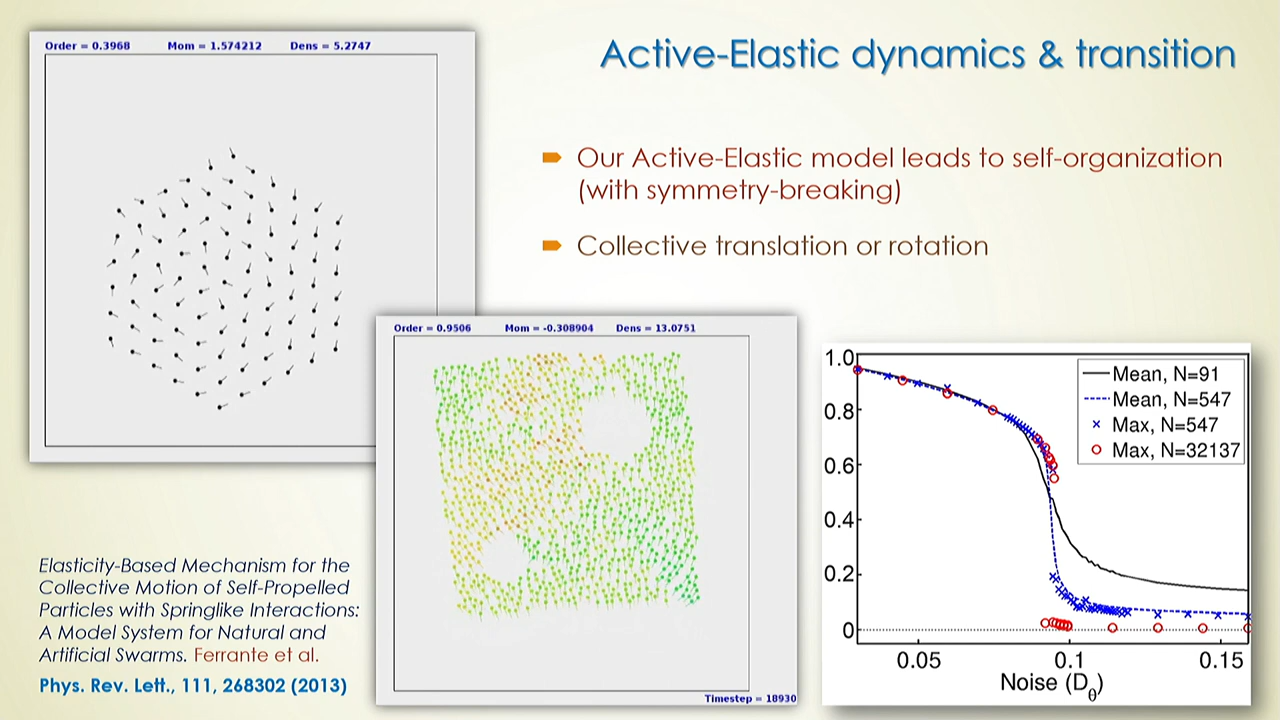 Active-Elastic dynamics & transition
Order = 0.3968 Mom = 1.574212 Dens = 5.2747
Our Active-Elastic model leads to self-organization
(with symmetry-breaking)
Collective translation or rotation
Order = 0.9506 Mom = -0.308904 Dens = 13.0751
Timestep = 18930
1.0
0.8
0.6
0.4
0.2
0
Mean, N=91
Mean, N=547
Max, N=547
Max, N=32137
0.05 0.1 0.15
Noise (Dθ)
Elasticity-Based Mechanism for the
Collective Motion of Self-Propelled
Particles with Springlike Interactions:
A Model System for Natural and
Artificial Swarms. Ferrante et al.
Phys. Rev. Lett., 111, 268302 (2013)